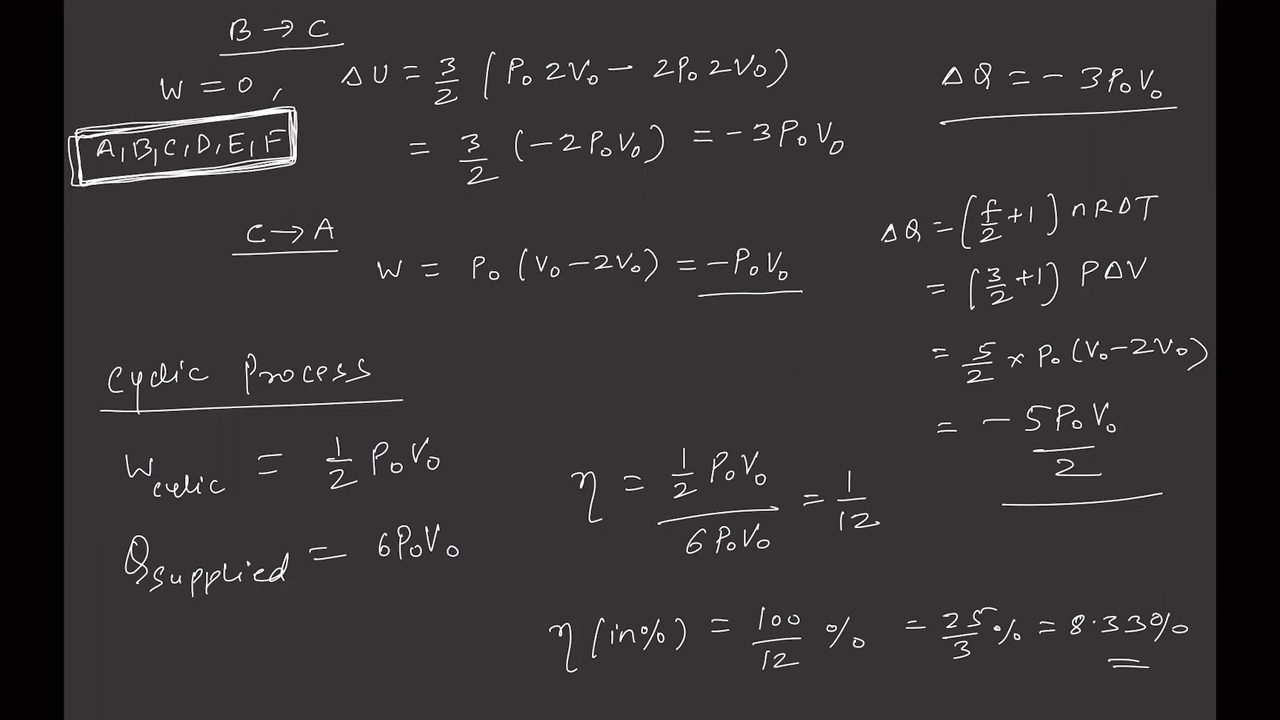 B → C
W = 0, ΔU = 3/2 (P₀ 2V₀ − 2P₀ 2V₀)
ΔQ = − 3P₀V₀
A, B, C, D, E, F
= 3/2 (−2P₀V₀) = −3P₀V₀
C → A
W = P₀ (V₀ − 2V₀) = −P₀V₀
ΔQ = (f/2 + 1) nRΔT
= (3/2 + 1) PΔV
= 5/2 × P₀ (V₀ − 2V₀)
= − 5P₀V₀/2
Cyclic Process
W cyclic = 1/2 P₀V₀
Q supplied = 6P₀V₀
η = 1/2 P₀V₀ / 6P₀V₀ = 1/12
η (in %) = 100/12 % = 25/3 % = 8.33%